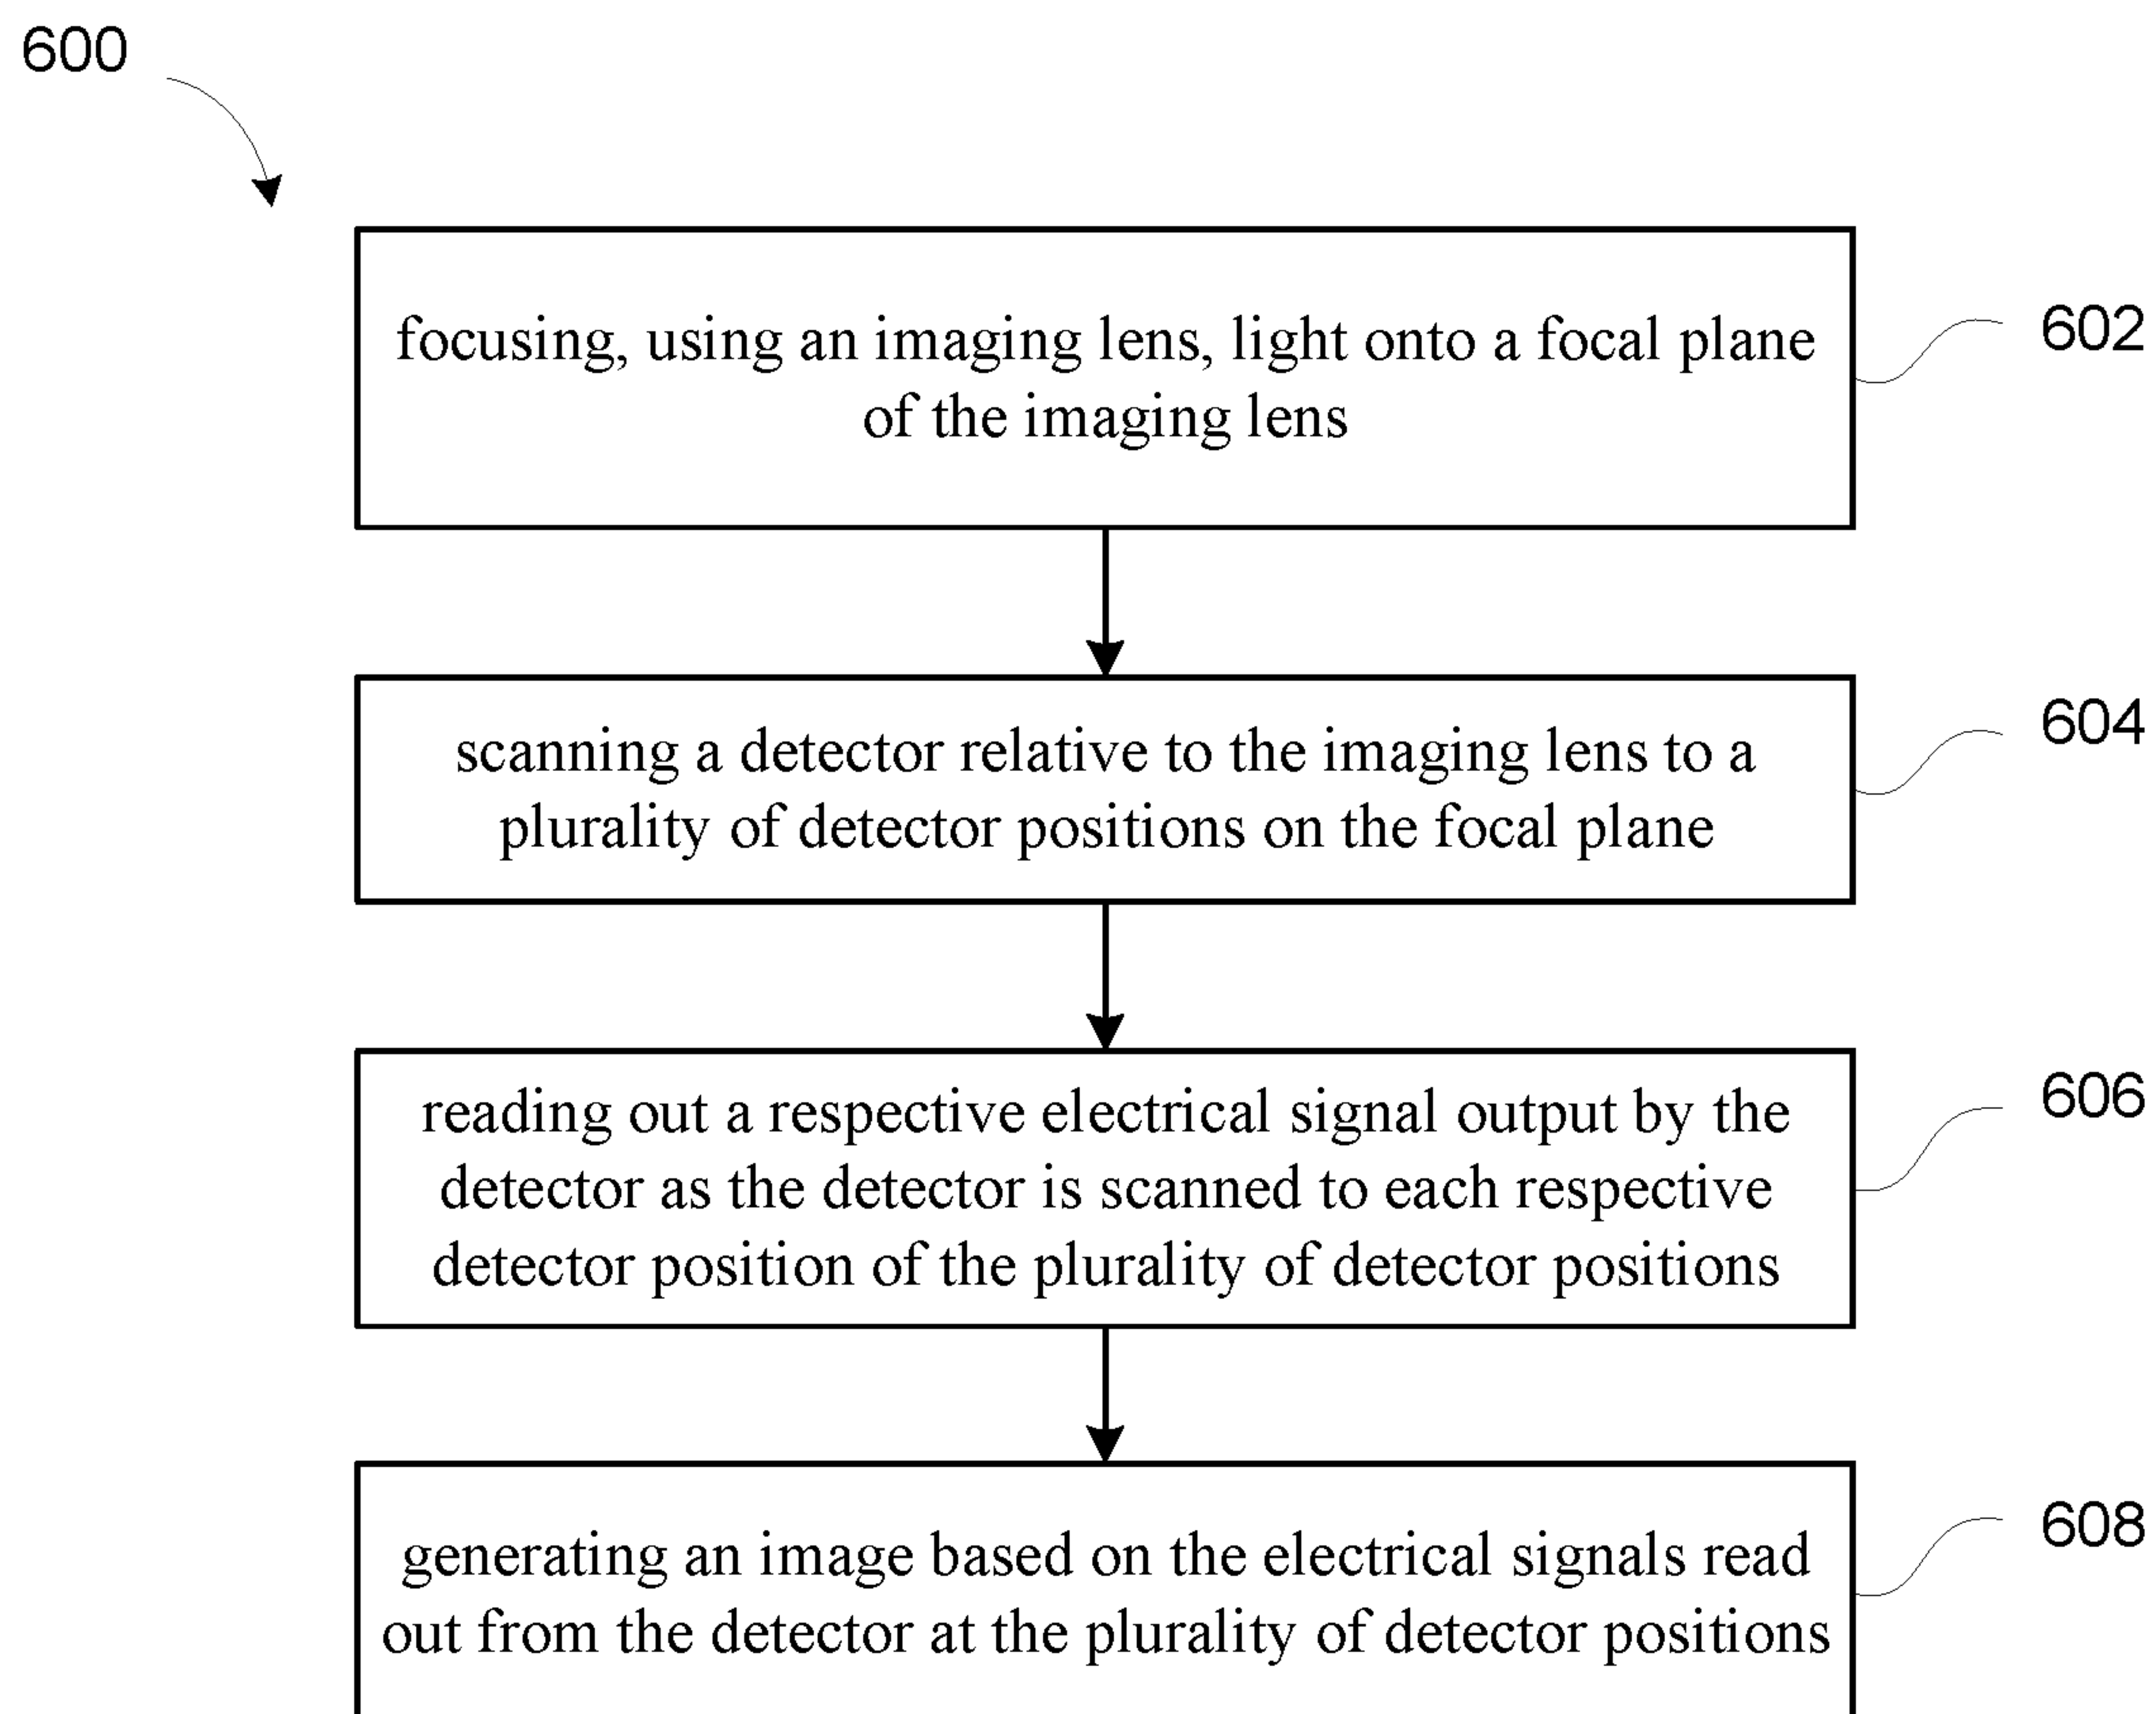 600
focusing, using an imaging lens, light onto a focal plane
of the imaging lens
602
scanning a detector relative to the imaging lens to a
plurality of detector positions on the focal plane
604
reading out a respective electrical signal output by the
detector as the detector is scanned to each respective
detector position of the plurality of detector positions
606
generating an image based on the electrical signals read
out from the detector at the plurality of detector positions
608